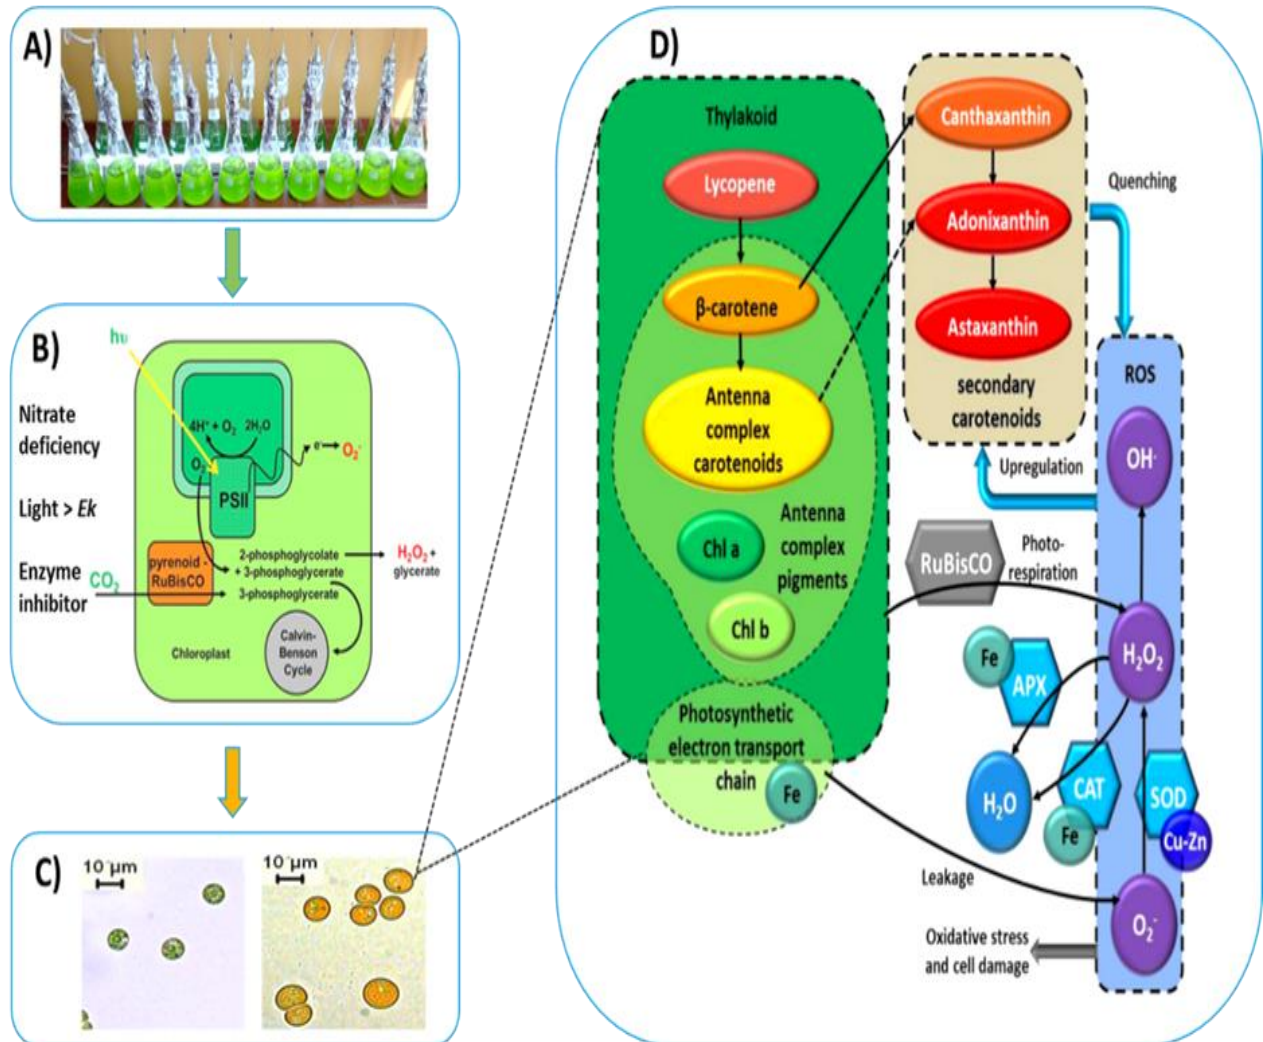 A)
B)
hυ
Nitrate
deficiency
Light > Ek
Enzyme
inhibitor
CO₂
4H⁺ + O₂
2H₂O
e⁻
O₂⁻
O₂
PSII
pyrenoid -
RuBisCO
2-phosphoglycolate
+ 3-phosphoglycerate
3-phosphoglycerate
H₂O₂ +
glycerate
Calvin-
Benson
Cycle
Chloroplast
C)
10 µm
10 µm
D)
Thylakoid
Lycopene
β-carotene
Antenna
complex
carotenoids
Chl a
Chl b
Antenna
complex
pigments
Photosynthetic
electron transport
chain
Fe
Canthaxanthin
Adonixanthin
Astaxanthin
secondary
carotenoids
Quenching
Upregulation
ROS
OH·
RuBisCO
Photo-
respiration
H₂O₂
Fe
APX
H₂O
CAT
Fe
SOD
Cu-Zn
Leakage
O₂⁻
Oxidative stress
and cell damage